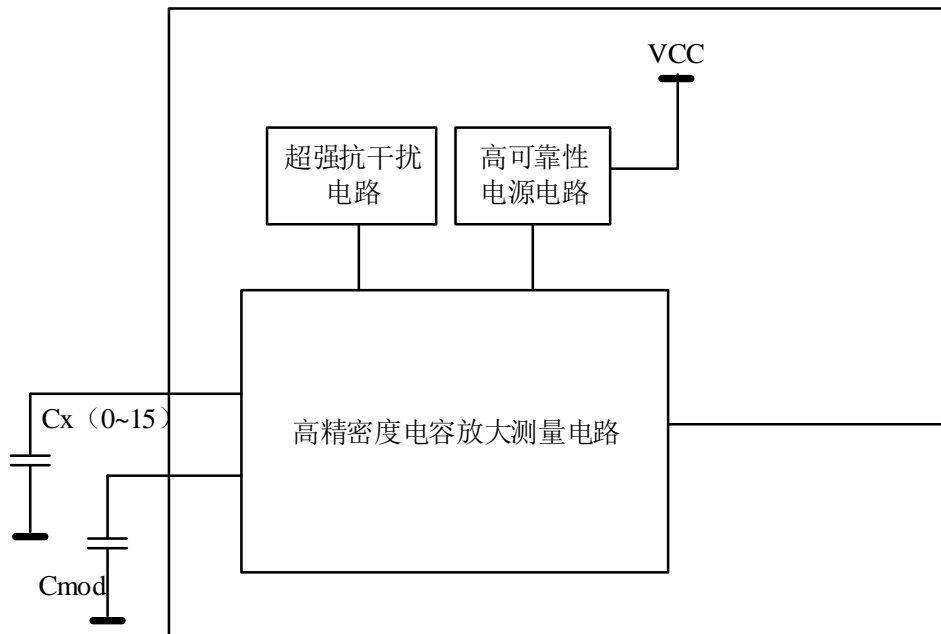 VCC
超强抗干扰
电路
高可靠性
电源电路
Cx（0~15）
高精密度电容放大测量电路
Cmod